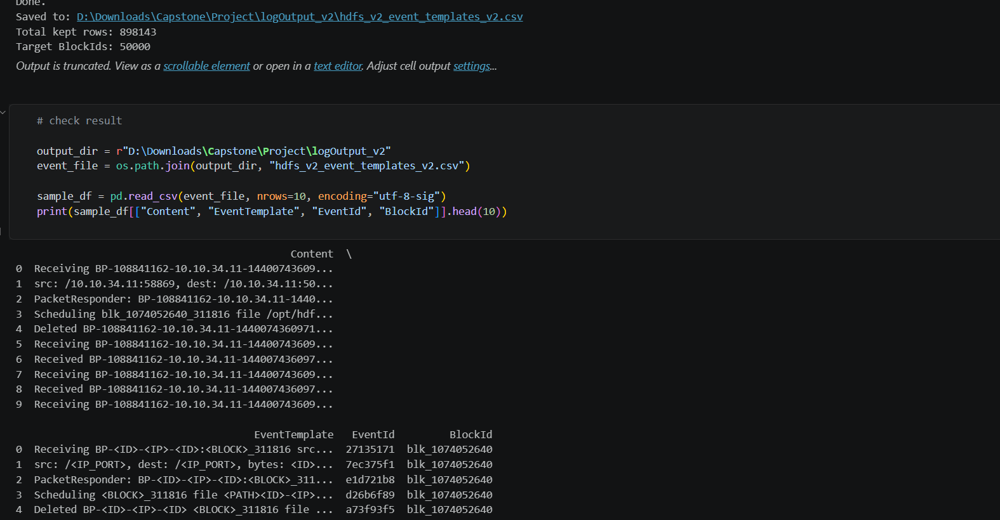 Done.
Saved to: D:\Downloads\Capstone\Project\logOutput_v2\hdfs_v2_event_templates_v2.csv
Total kept rows: 898143
Target BlockIds: 50000
Output is truncated. View as a scrollable element or open in a text editor. Adjust cell output settings...
# check result
output_dir = r"D:\Downloads\Capstone\Project\logOutput_v2"
event_file = os.path.join(output_dir, "hdfs_v2_event_templates_v2.csv")
sample_df = pd.read_csv(event_file, nrows=10, encoding="utf-8-sig")
print(sample_df[["Content", "EventTemplate", "EventId", "BlockId"]].head(10))
Content \
0 Receiving BP-108841162-10.10.34.11-14400743609...
1 src: /10.10.34.11:58869, dest: /10.10.34.11:50...
2 PacketResponder: BP-108841162-10.10.34.11-1440...
3 Scheduling blk_1074052640_311816 file /opt/hdf...
4 Deleted BP-108841162-10.10.34.11-1440074360971...
5 Receiving BP-108841162-10.10.34.11-14400743609...
6 Received BP-108841162-10.10.34.11-144007436097...
7 Receiving BP-108841162-10.10.34.11-14400743609...
8 Received BP-108841162-10.10.34.11-144007436097...
9 Receiving BP-108841162-10.10.34.11-14400743609...
EventTemplate EventId BlockId
0 Receiving BP-<ID>-<IP>-<ID>:<BLOCK>_311816 src... 27135171 blk_1074052640
1 src: /<IP_PORT>, dest: /<IP_PORT>, bytes: <ID>... 7ec375f1 blk_1074052640
2 PacketResponder: BP-<ID>-<IP>-<ID>:<BLOCK>_311... e1d721b8 blk_1074052640
3 Scheduling <BLOCK>_311816 file <PATH><ID>-<IP>... d26b6f89 blk_1074052640
4 Deleted BP-<ID>-<IP>-<ID> <BLOCK>_311816 file ... a73f93f5 blk_1074052640